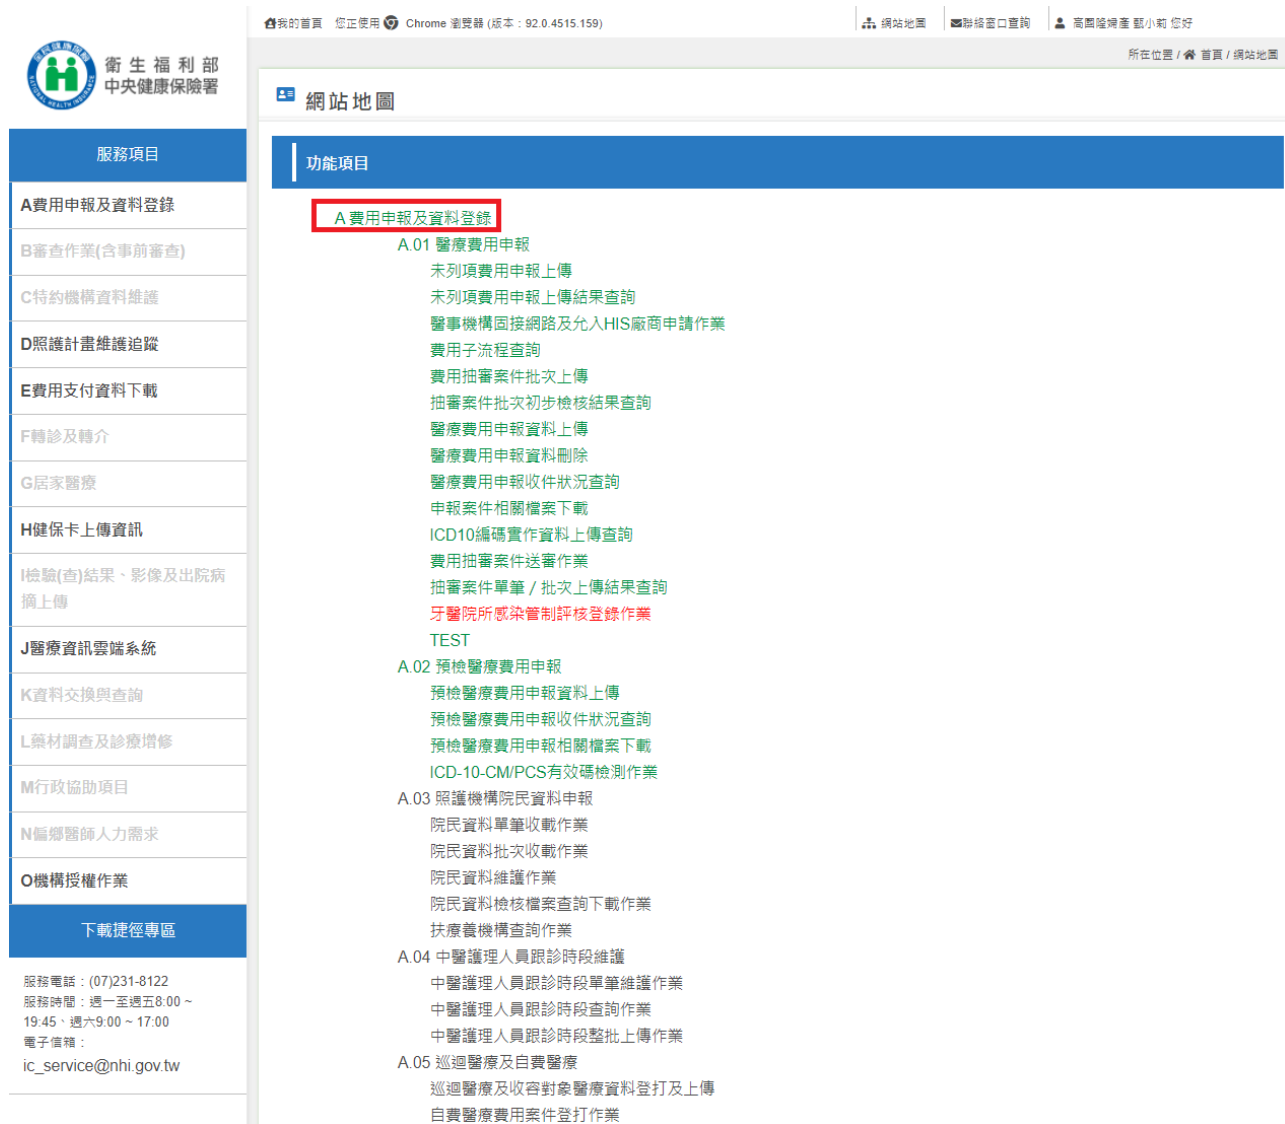 我的首頁 您正使用 Chrome 瀏覽器 (版本：92.0.4515.159)
網站地圖
聯絡窗口查詢
高國隆婦產 甄小莉 您好
所在位置 / 首頁 / 網站地圖
衛生福利部
中央健康保險署
網站地圖
服務項目
A費用申報及資料登錄
B審查作業(含事前審查)
C特約機構資料維護
D照護計畫維護追蹤
E費用支付資料下載
F轉診及轉介
G居家醫療
H健保卡上傳資訊
I檢驗(查)結果、影像及出院病
摘上傳
J醫療資訊雲端系統
K資料交換與查詢
L藥材調查及診療增修
M行政協助項目
N偏鄉醫師人力需求
O機構授權作業
下載捷徑專區
服務電話：(07)231-8122
服務時間：週一至週五8:00 ~
19:45、週六9:00 ~ 17:00
電子信箱：
ic_service@nhi.gov.tw
功能項目
A 費用申報及資料登錄
A.01 醫療費用申報
未列項費用申報上傳
未列項費用申報上傳結果查詢
醫事機構固接網路及允入HIS廠商申請作業
費用子流程查詢
費用抽審案件批次上傳
抽審案件批次初步檢核結果查詢
醫療費用申報資料上傳
醫療費用申報資料刪除
醫療費用申報收件狀況查詢
申報案件相關檔案下載
ICD10編碼實作資料上傳查詢
費用抽審案件送審作業
抽審案件單筆 / 批次上傳結果查詢
牙醫院所感染管制評核登錄作業
TEST
A.02 預檢醫療費用申報
預檢醫療費用申報資料上傳
預檢醫療費用申報收件狀況查詢
預檢醫療費用申報相關檔案下載
ICD-10-CM/PCS有效碼檢測作業
A.03 照護機構院民資料申報
院民資料單筆收載作業
院民資料批次收載作業
院民資料維護作業
院民資料檢核檔案查詢下載作業
扶療養機構查詢作業
A.04 中醫護理人員跟診時段維護
中醫護理人員跟診時段單筆維護作業
中醫護理人員跟診時段查詢作業
中醫護理人員跟診時段整批上傳作業
A.05 巡迴醫療及自費醫療
巡迴醫療及收容對象醫療資料登打及上傳
自費醫療費用案件登打作業